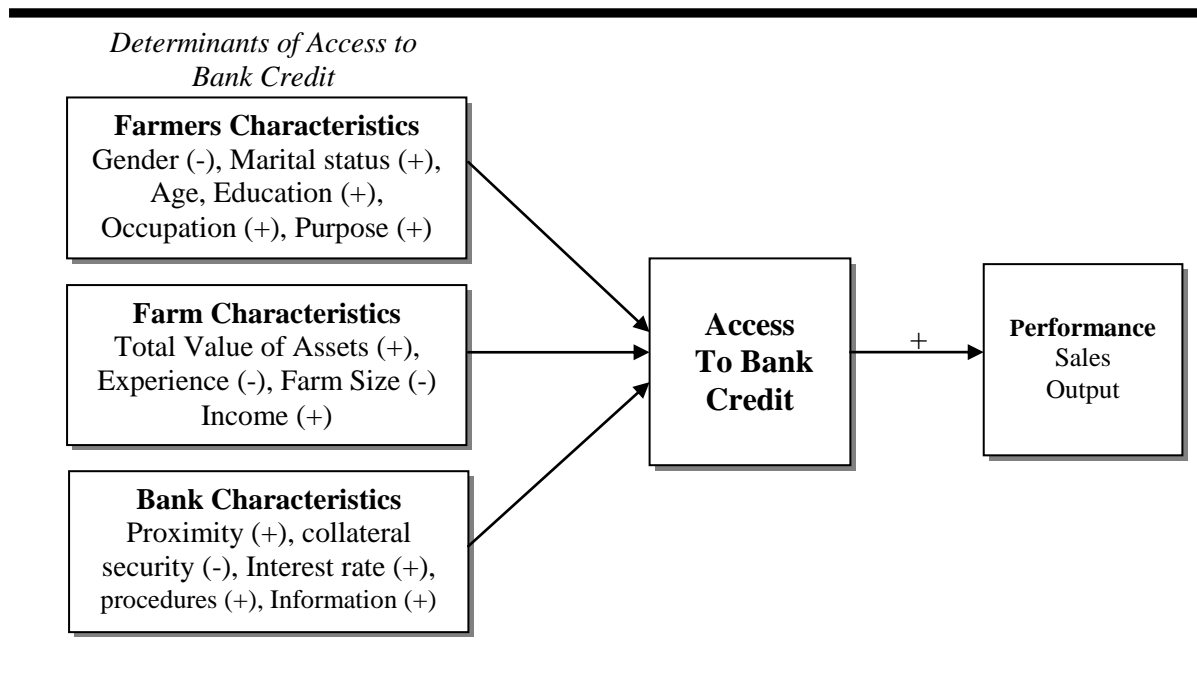 Determinants of Access to
Bank Credit
Farmers Characteristics
Gender (-), Marital status (+),
Age, Education (+),
Occupation (+), Purpose (+)
Farm Characteristics
Total Value of Assets (+),
Experience (-), Farm Size (-)
Income (+)
Bank Characteristics
Proximity (+), collateral
security (-), Interest rate (+),
procedures (+), Information (+)
Access
To Bank
Credit
+
Performance
Sales
Output